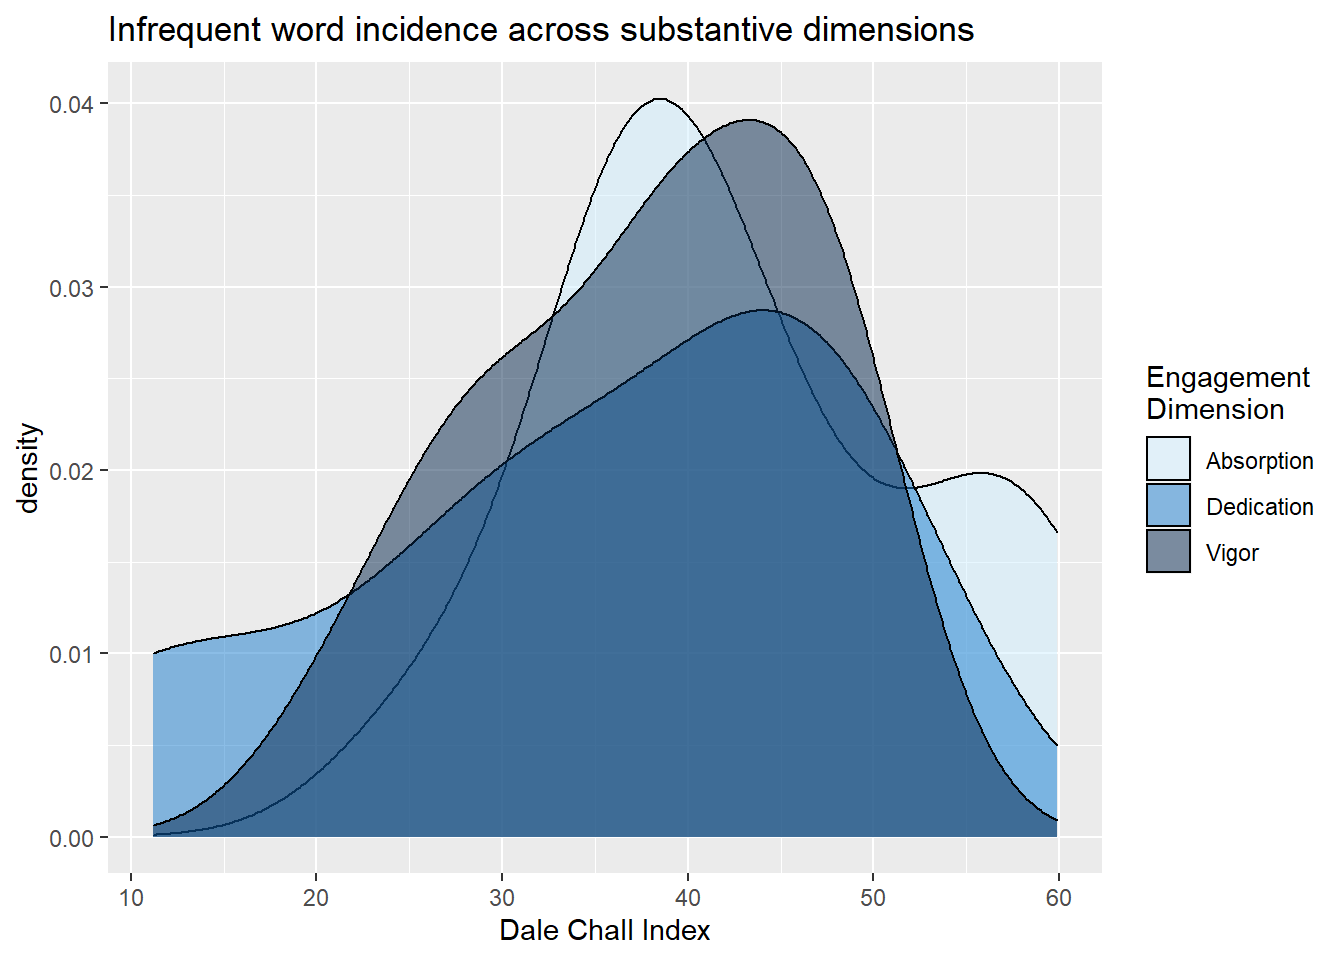 Infrequent word incidence across substantive dimensions
0.04
0.03
0.02
0.01
0.00
density
10 20 30 40 50 60
Dale Chall Index
Engagement
Dimension
Absorption
Dedication
Vigor